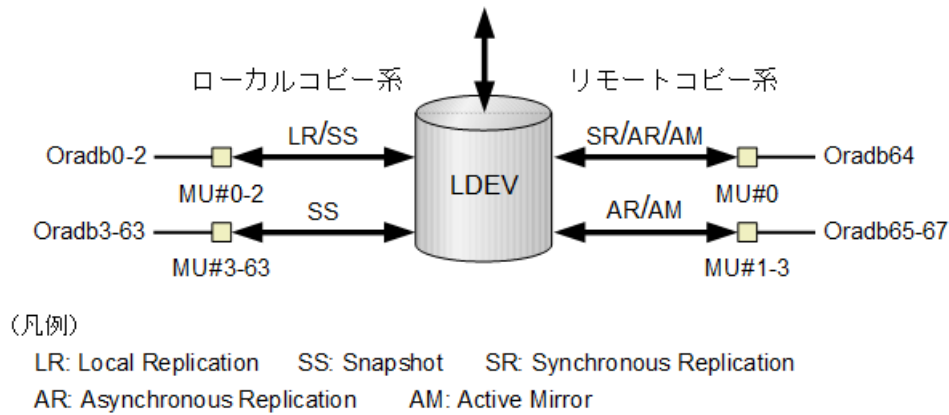 ローカルコピー系 リモートコピー系
LR/SS SR/AR/AM
Oradb0-2 Oradb64
MU#0-2 LDEV MU#0
SS AR/AM
Oradb3-63 Oradb65-67
MU#3-63 MU#1-3
(凡例)
LR: Local Replication SS: Snapshot SR: Synchronous Replication
AR: Asynchronous Replication AM: Active Mirror